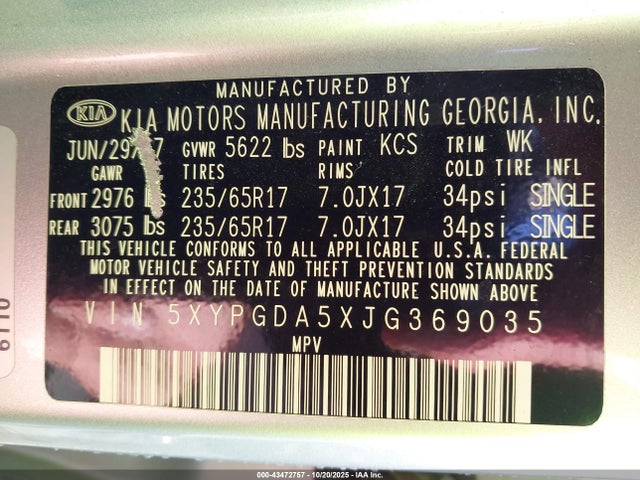 MANUFACTURED BY
KIA KIA MOTORS MANUFACTURING GEORGIA, INC.
GVWR 5622 lbs PAINT KCS TRIM WK
GAWR TIRES RIMS COLD TIRE INFL
FRONT 2976 lbs 235/65R17 7.0JX17 34psi SINGLE
REAR 3075 lbs 235/65R17 7.0JX17 34psi SINGLE
THIS VEHICLE CONFORMS TO ALL APPLICABLE U.S.A. FEDERAL
MOTOR VEHICLE SAFETY AND THEFT PREVENTION STANDARDS
IN EFFECT ON THE DATE OF MANUFACTURE SHOWN ABOVE
VIN 5XYPGDA5XJG369035
MPV
6110
000-43472757 - 10/20/2025 - IAA Inc.